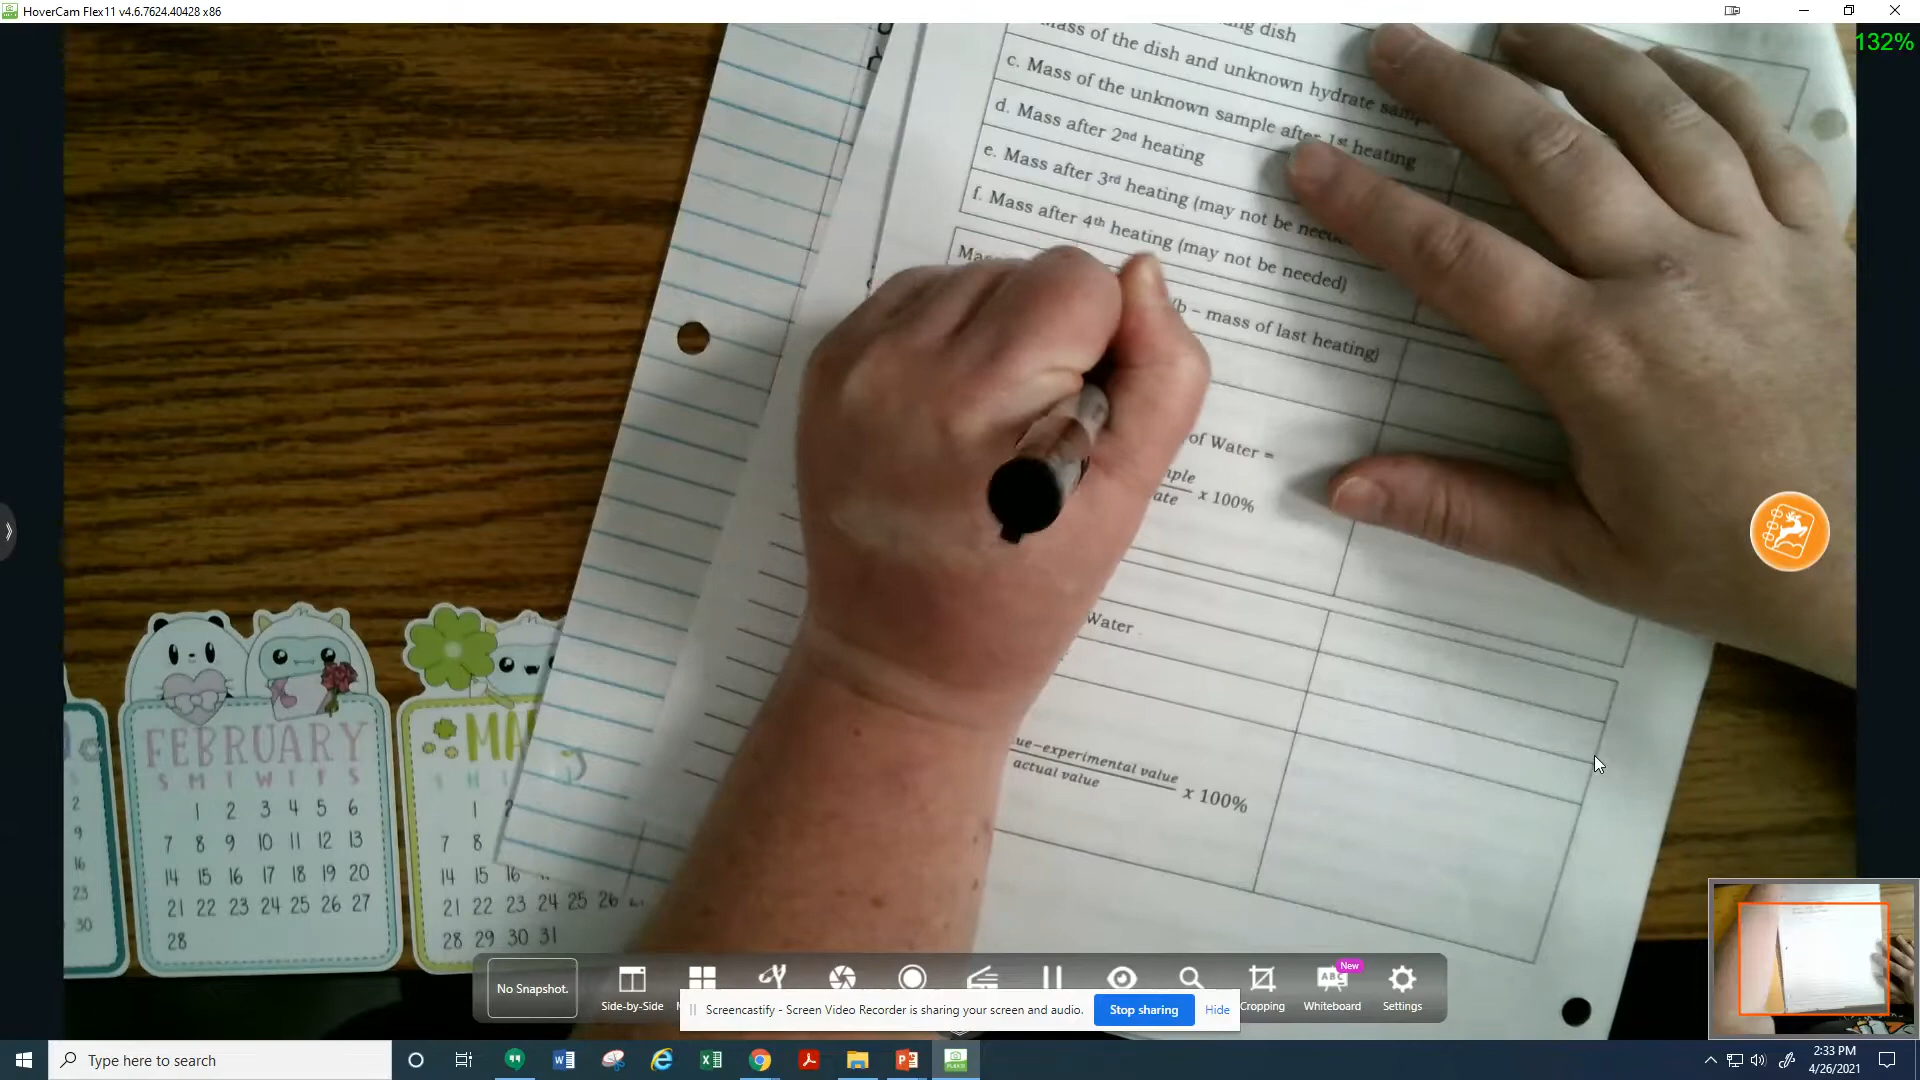 HoverCam Flex11 v4.6.7624.40428 x86
132%
dish
Mass of the dish and unknown hydrate
c. Mass of the unknown sample after 1st heating
d. Mass after 2nd heating
e. Mass after 3rd heating (may not be
f. Mass after 4th heating (may not be needed)
(b – mass of last heating)
of Water =
x 100%
Water
experimental value
actual value
x 100%
FEBRUARY
S M T W T F S
1 2 3 4 5 6
7 8 9 10 11 12 13
14 15 16 17 18 19 20
21 22 23 24 25 26 27
28
2
9
16
23
30
1
7 8
14 15 16
21 22 23 24 25 26
28 29 30 31
No Snapshot.
Side-by-Side
Cropping
New
ABC
Whiteboard
Settings
Screencastify - Screen Video Recorder is sharing your screen and audio.
Stop sharing
Hide
Type here to search
2:33 PM
4/26/2021